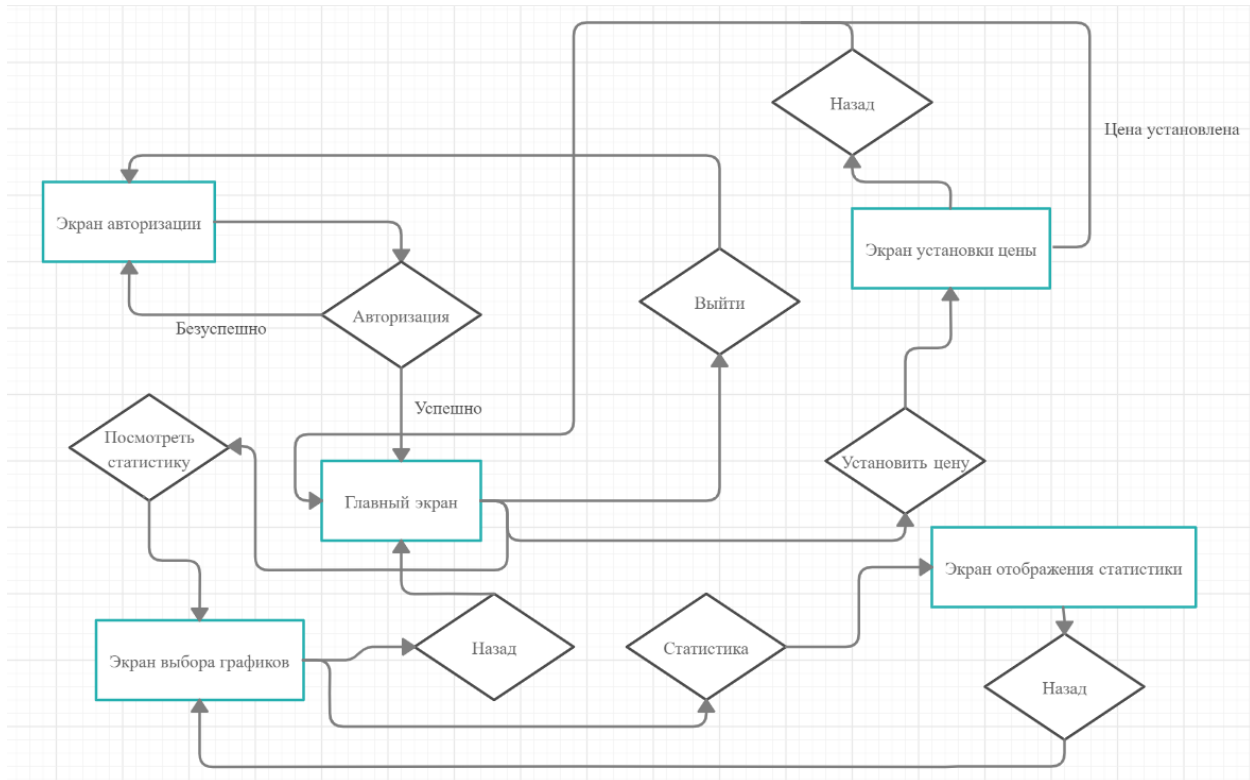 Назад
Цена установлена
Экран авторизации
Экран установки цены
Выйти
Авторизация
Безуспешно
Успешно
Посмотреть
статистику
Установить цену
Главный экран
Экран отображения статистики
Экран выбора графиков
Назад
Статистика
Назад